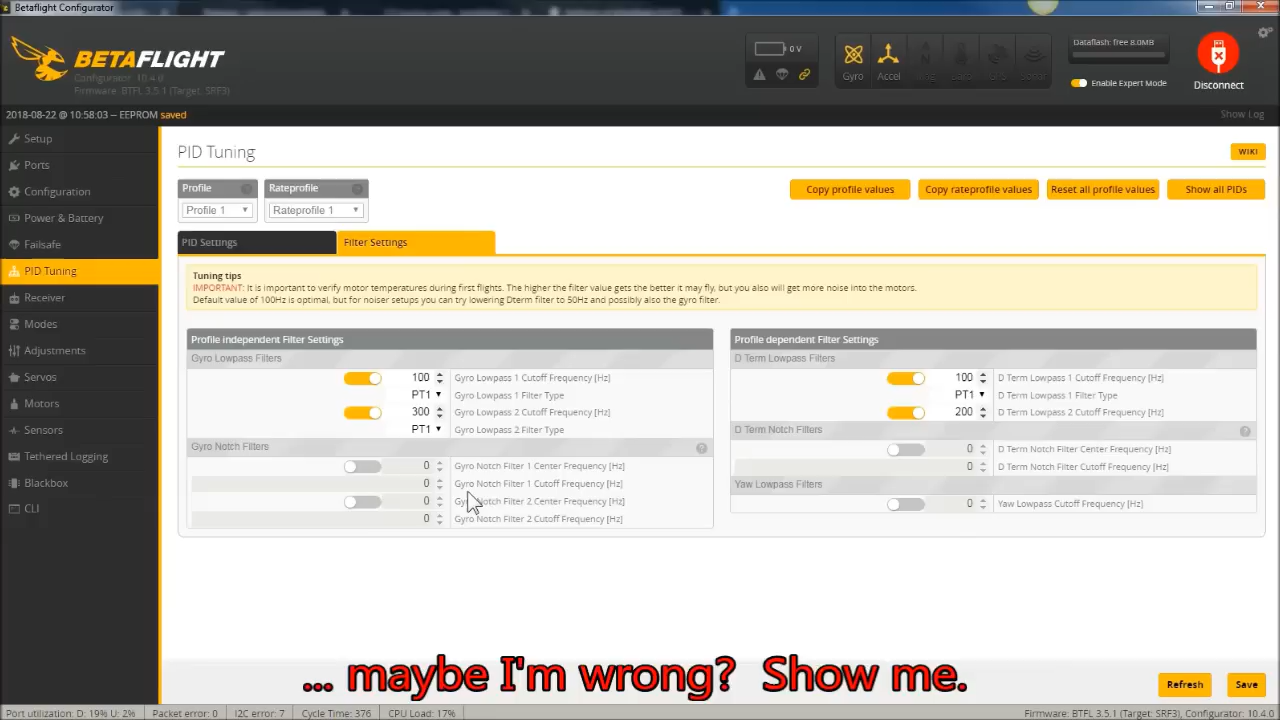 Betaflight Configurator
BETAFLIGHT
Configurator: 10.4.0
Firmware: BTFL 3.5.1 (Target: SRF3)
0 V
Gyro
Accel
Dataflash: free 8.0MB
Enable Expert Mode
Disconnect
2018-08-22 @ 10:58:03 -- EEPROM saved
Show Log
Setup
Ports
Configuration
Power & Battery
Failsafe
PID Tuning
Receiver
Modes
Adjustments
Servos
Motors
Sensors
Tethered Logging
Blackbox
CLI
PID Tuning
WIKI
Profile
Rateprofile
Profile 1
Rateprofile 1
Copy profile values
Copy rateprofile values
Reset all profile values
Show all PIDs
PID Settings
Filter Settings
Tuning tips
IMPORTANT: It is important to verify motor temperatures during first flights. The higher the filter value gets the better it may fly, but you also will get more noise into the motors.
Default value of 100Hz is optimal, but for noiser setups you can try lowering Dterm filter to 50Hz and possibly also the gyro filter.
Profile independent Filter Settings
Gyro Lowpass Filters
100 Gyro Lowpass 1 Cutoff Frequency [Hz]
PT1 Gyro Lowpass 1 Filter Type
300 Gyro Lowpass 2 Cutoff Frequency [Hz]
PT1 Gyro Lowpass 2 Filter Type
Gyro Notch Filters
0 Gyro Notch Filter 1 Center Frequency [Hz]
0 Gyro Notch Filter 1 Cutoff Frequency [Hz]
0 Gyro Notch Filter 2 Center Frequency [Hz]
0 Gyro Notch Filter 2 Cutoff Frequency [Hz]
Profile dependent Filter Settings
D Term Lowpass Filters
100 D Term Lowpass 1 Cutoff Frequency [Hz]
PT1 D Term Lowpass 1 Filter Type
200 D Term Lowpass 2 Cutoff Frequency [Hz]
D Term Notch Filters
0 D Term Notch Filter Center Frequency [Hz]
0 D Term Notch Filter Cutoff Frequency [Hz]
Yaw Lowpass Filters
0 Yaw Lowpass Cutoff Frequency [Hz]
... maybe I'm wrong? Show me.
Refresh
Save
Port utilization: D: 19% U: 2%
Packet error: 0
I2C error: 7
Cycle Time: 376
CPU Load: 17%
Firmware: BTFL 3.5.1 (Target: SRF3), Configurator: 10.4.0